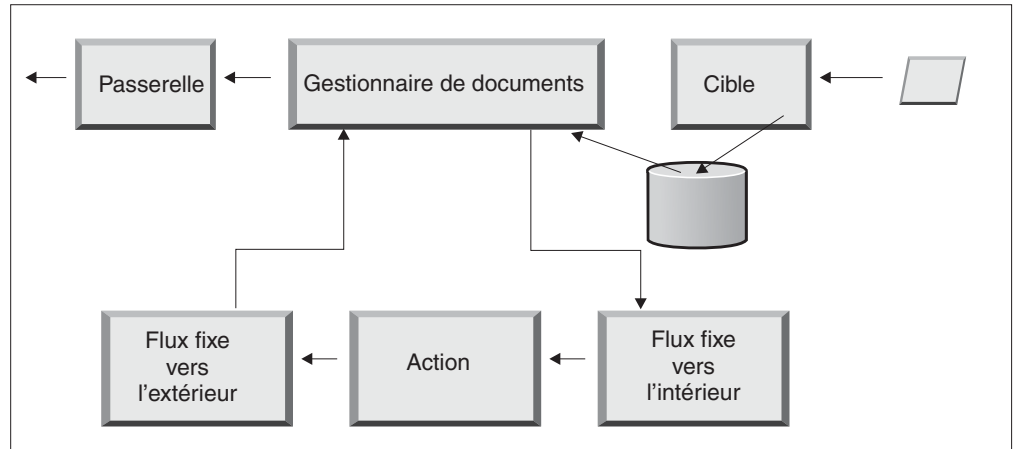 Passerelle
Gestionnaire de documents
Cible
Flux fixe
vers
l'extérieur
Action
Flux fixe
vers
l'intérieur